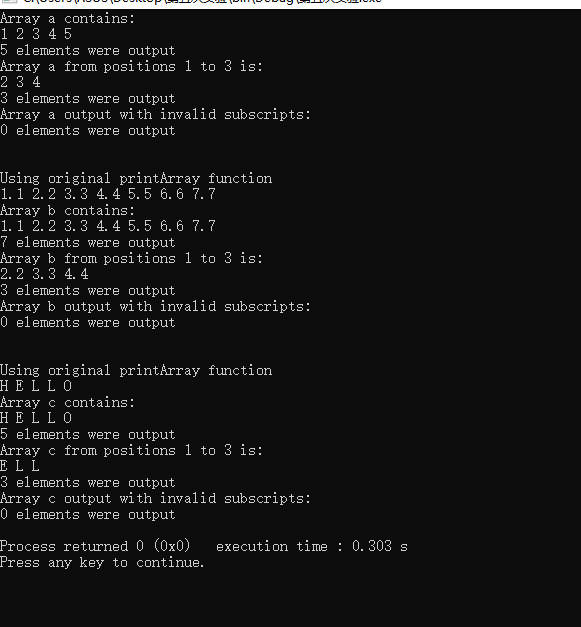 Array a contains:
1 2 3 4 5
5 elements were output
Array a from positions 1 to 3 is:
2 3 4
3 elements were output
Array a output with invalid subscripts:
0 elements were output
Using original printArray function
1.1 2.2 3.3 4.4 5.5 6.6 7.7
Array b contains:
1.1 2.2 3.3 4.4 5.5 6.6 7.7
7 elements were output
Array b from positions 1 to 3 is:
2.2 3.3 4.4
3 elements were output
Array b output with invalid subscripts:
0 elements were output
Using original printArray function
H E L L O
Array c contains:
H E L L O
5 elements were output
Array c from positions 1 to 3 is:
E L L
3 elements were output
Array c output with invalid subscripts:
0 elements were output
Process returned 0 (0x0)   execution time : 0.303 s
Press any key to continue.